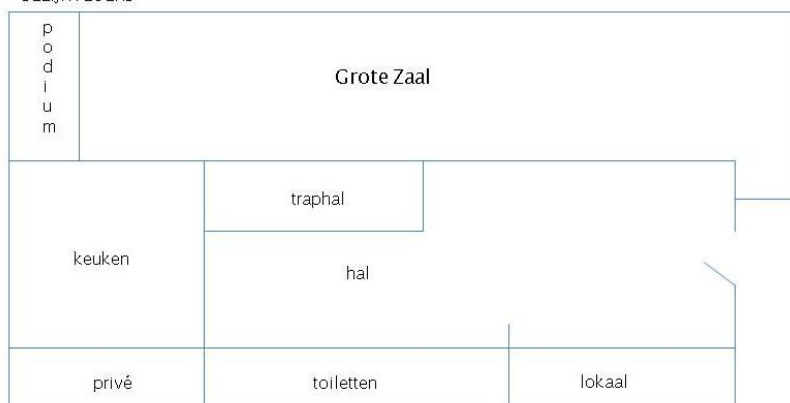 podium
Grote Zaal
traphal
keuken
hal
privé
toiletten
lokaal